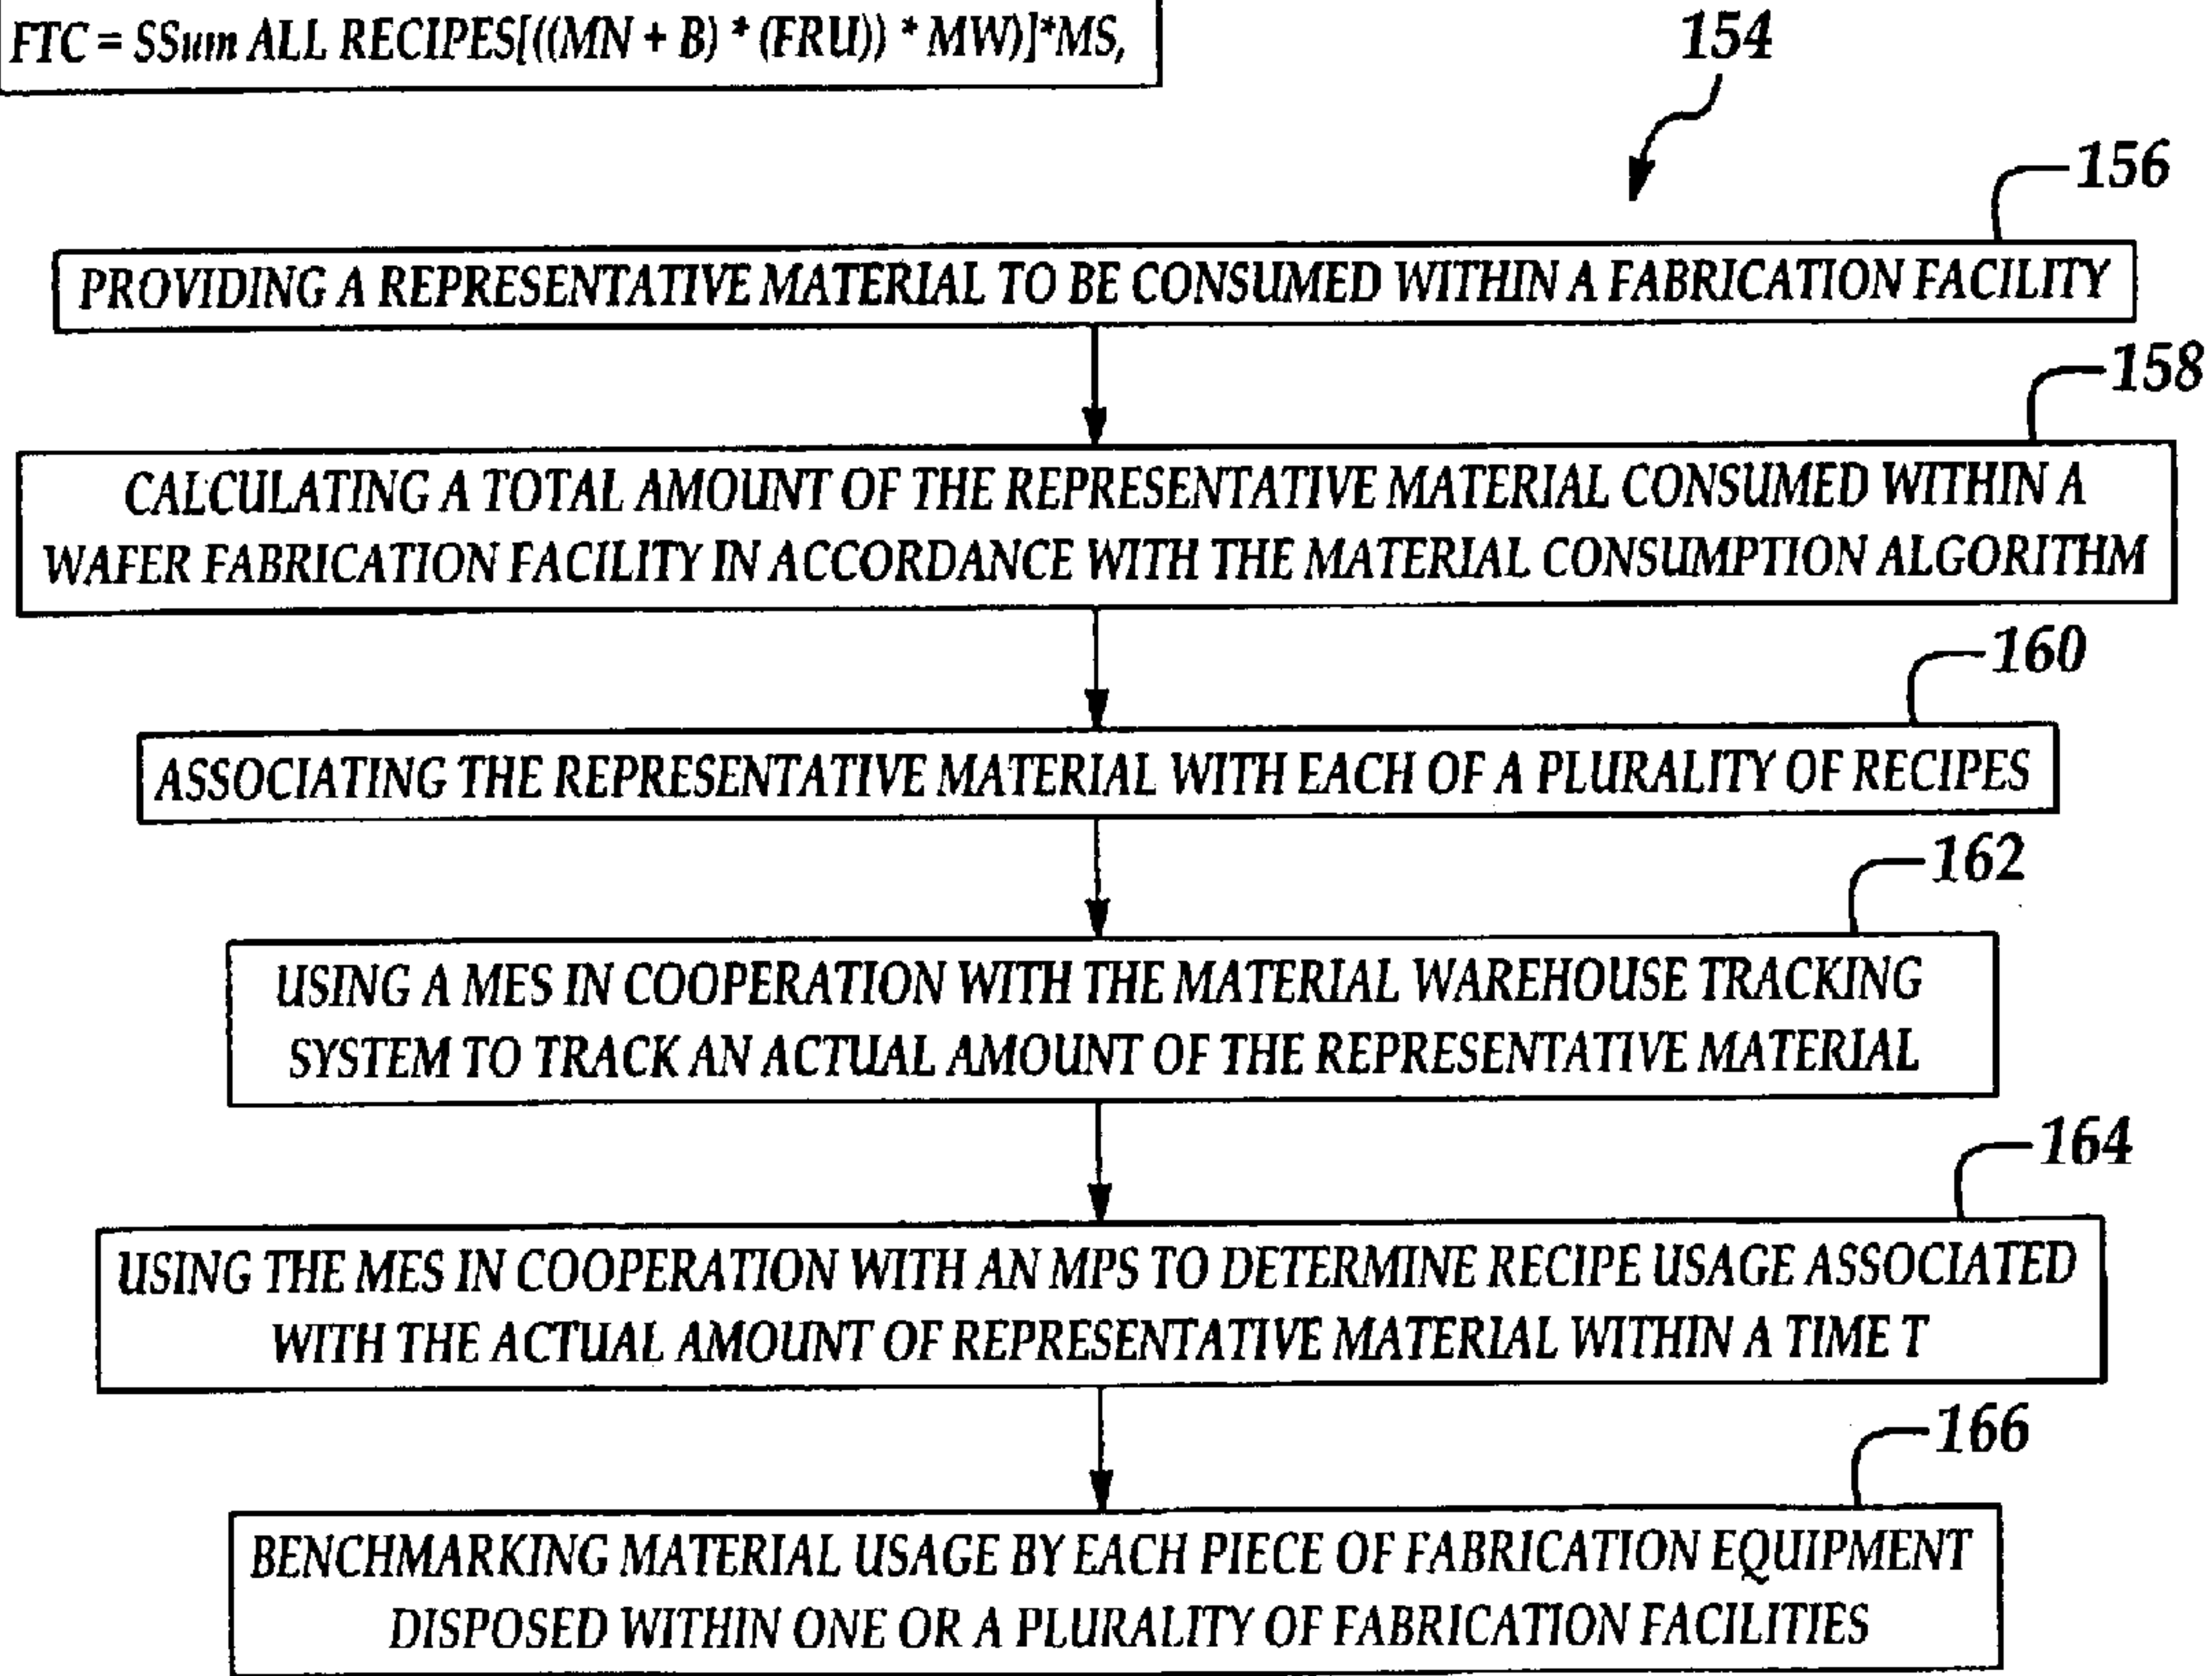 FTC = SSum ALL RECIPES[((MN + B) * (FRU)) * MW)]*MS,
154
156
PROVIDING A REPRESENTATIVE MATERIAL TO BE CONSUMED WITHIN A FABRICATION FACILITY
158
CALCULATING A TOTAL AMOUNT OF THE REPRESENTATIVE MATERIAL CONSUMED WITHIN A
WAFER FABRICATION FACILITY IN ACCORDANCE WITH THE MATERIAL CONSUMPTION ALGORITHM
160
ASSOCIATING THE REPRESENTATIVE MATERIAL WITH EACH OF A PLURALITY OF RECIPES
162
USING A MES IN COOPERATION WITH THE MATERIAL WAREHOUSE TRACKING
SYSTEM TO TRACK AN ACTUAL AMOUNT OF THE REPRESENTATIVE MATERIAL
164
USING THE MES IN COOPERATION WITH AN MPS TO DETERMINE RECIPE USAGE ASSOCIATED
WITH THE ACTUAL AMOUNT OF REPRESENTATIVE MATERIAL WITHIN A TIME T
166
BENCHMARKING MATERIAL USAGE BY EACH PIECE OF FABRICATION EQUIPMENT
DISPOSED WITHIN ONE OR A PLURALITY OF FABRICATION FACILITIES